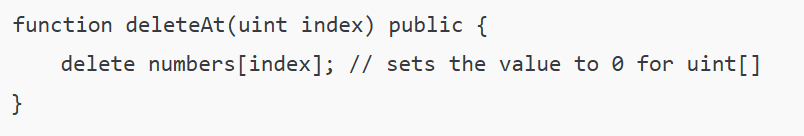 function deleteAt(uint index) public {
    delete numbers[index]; // sets the value to 0 for uint[]
}